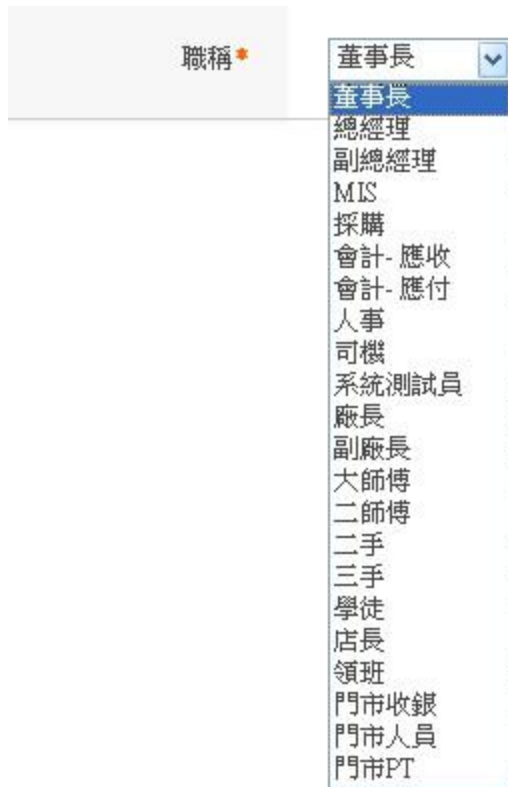 職稱* 董事長
董事長
總經理
副總經理
MIS
採購
會計- 應收
會計- 應付
人事
司機
系統測試員
廠長
副廠長
大師傅
二師傅
二手
三手
學徒
店長
領班
門市收銀
門市人員
門市PT